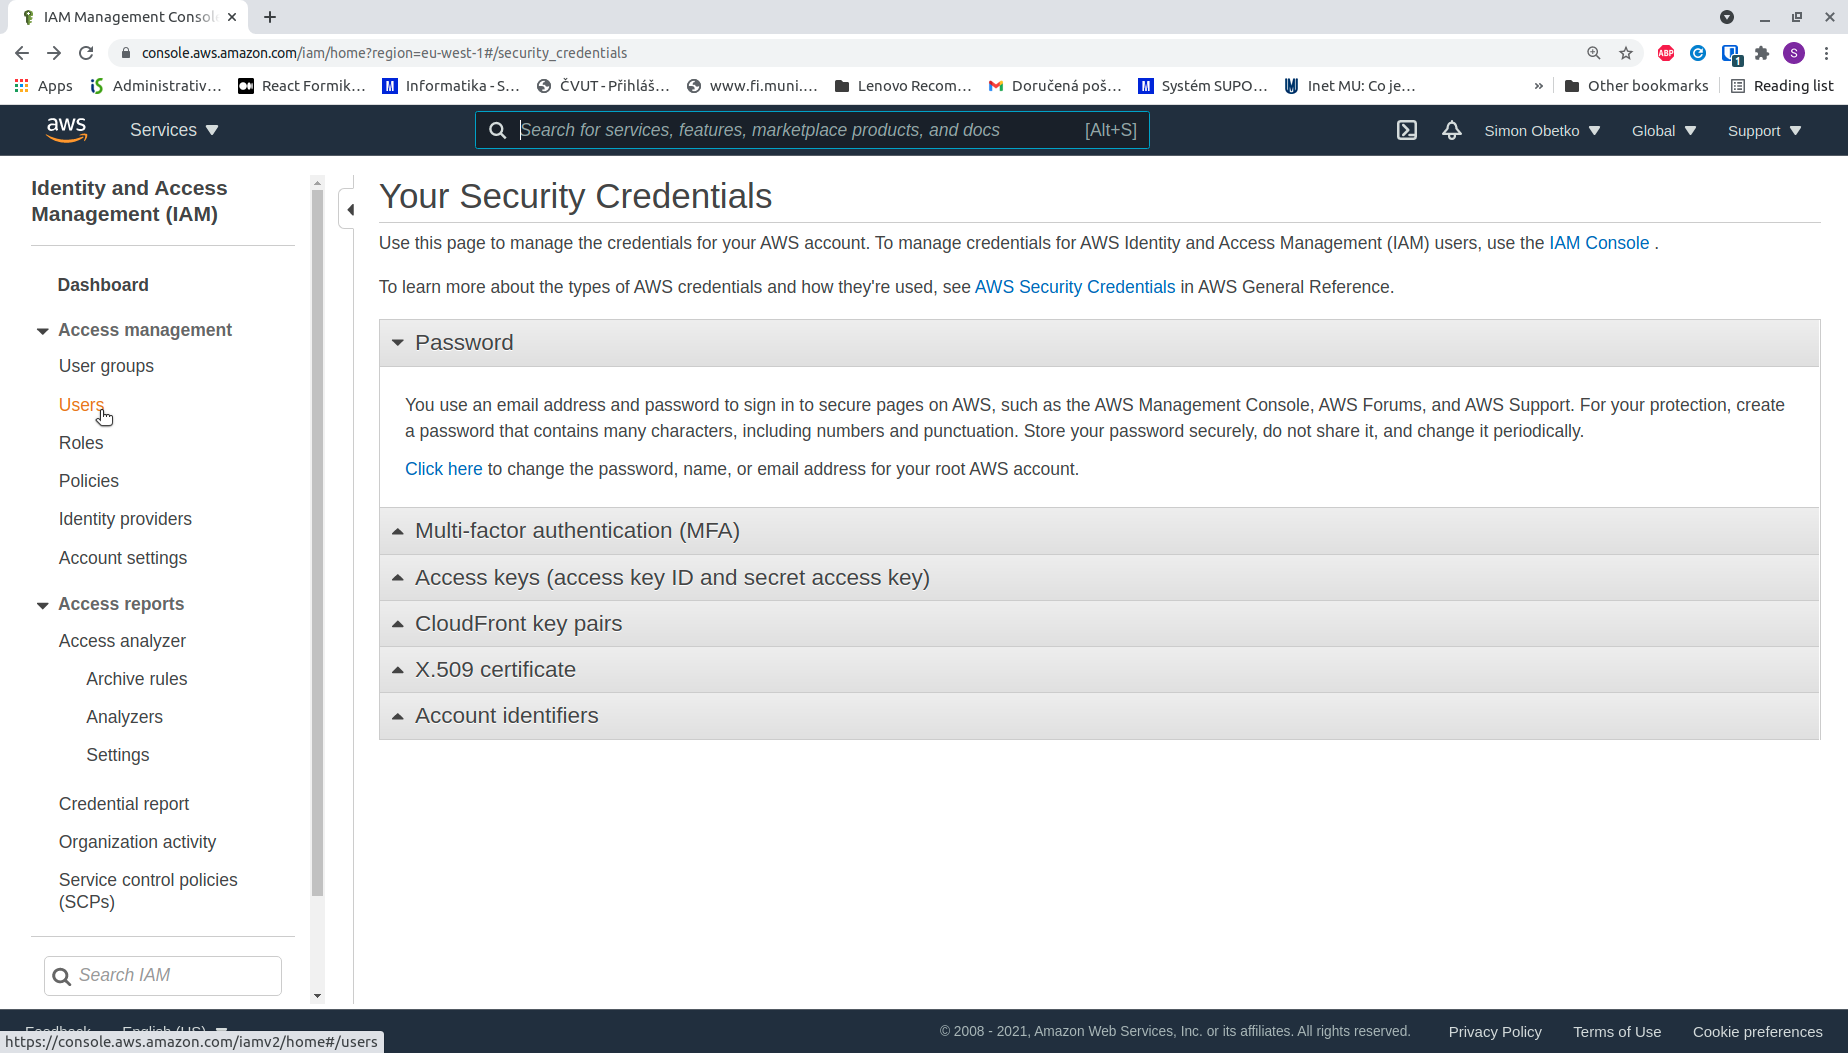 IAM Management Conso
console.aws.amazon.com/iam/home?region=eu-west-1#/security_credentials
ABP
1
S
Apps
Administrativ…
React Formik…
Informatika - S…
ČVUT - Přihláš…
www.fi.muni.…
Lenovo Recom…
Doručená poš…
Systém SUPO…
Inet MU: Co je…
»
Other bookmarks
Reading list
aws
Services
Search for services, features, marketplace products, and docs
[Alt+S]
Simon Obetko
Global
Support
Identity and Access
Management (IAM)
Dashboard
Access management
User groups
Users
Roles
Policies
Identity providers
Account settings
Access reports
Access analyzer
Archive rules
Analyzers
Settings
Credential report
Organization activity
Service control policies
(SCPs)
Search IAM
Your Security Credentials
Use this page to manage the credentials for your AWS account. To manage credentials for AWS Identity and Access Management (IAM) users, use the IAM Console .
To learn more about the types of AWS credentials and how they're used, see AWS Security Credentials in AWS General Reference.
Password
You use an email address and password to sign in to secure pages on AWS, such as the AWS Management Console, AWS Forums, and AWS Support. For your protection, create
a password that contains many characters, including numbers and punctuation. Store your password securely, do not share it, and change it periodically.
Click here to change the password, name, or email address for your root AWS account.
Multi-factor authentication (MFA)
Access keys (access key ID and secret access key)
CloudFront key pairs
X.509 certificate
Account identifiers
Feedback
English (US)
© 2008 - 2021, Amazon Web Services, Inc. or its affiliates. All rights reserved.
Privacy Policy
Terms of Use
Cookie preferences
https://console.aws.amazon.com/iamv2/home#/users